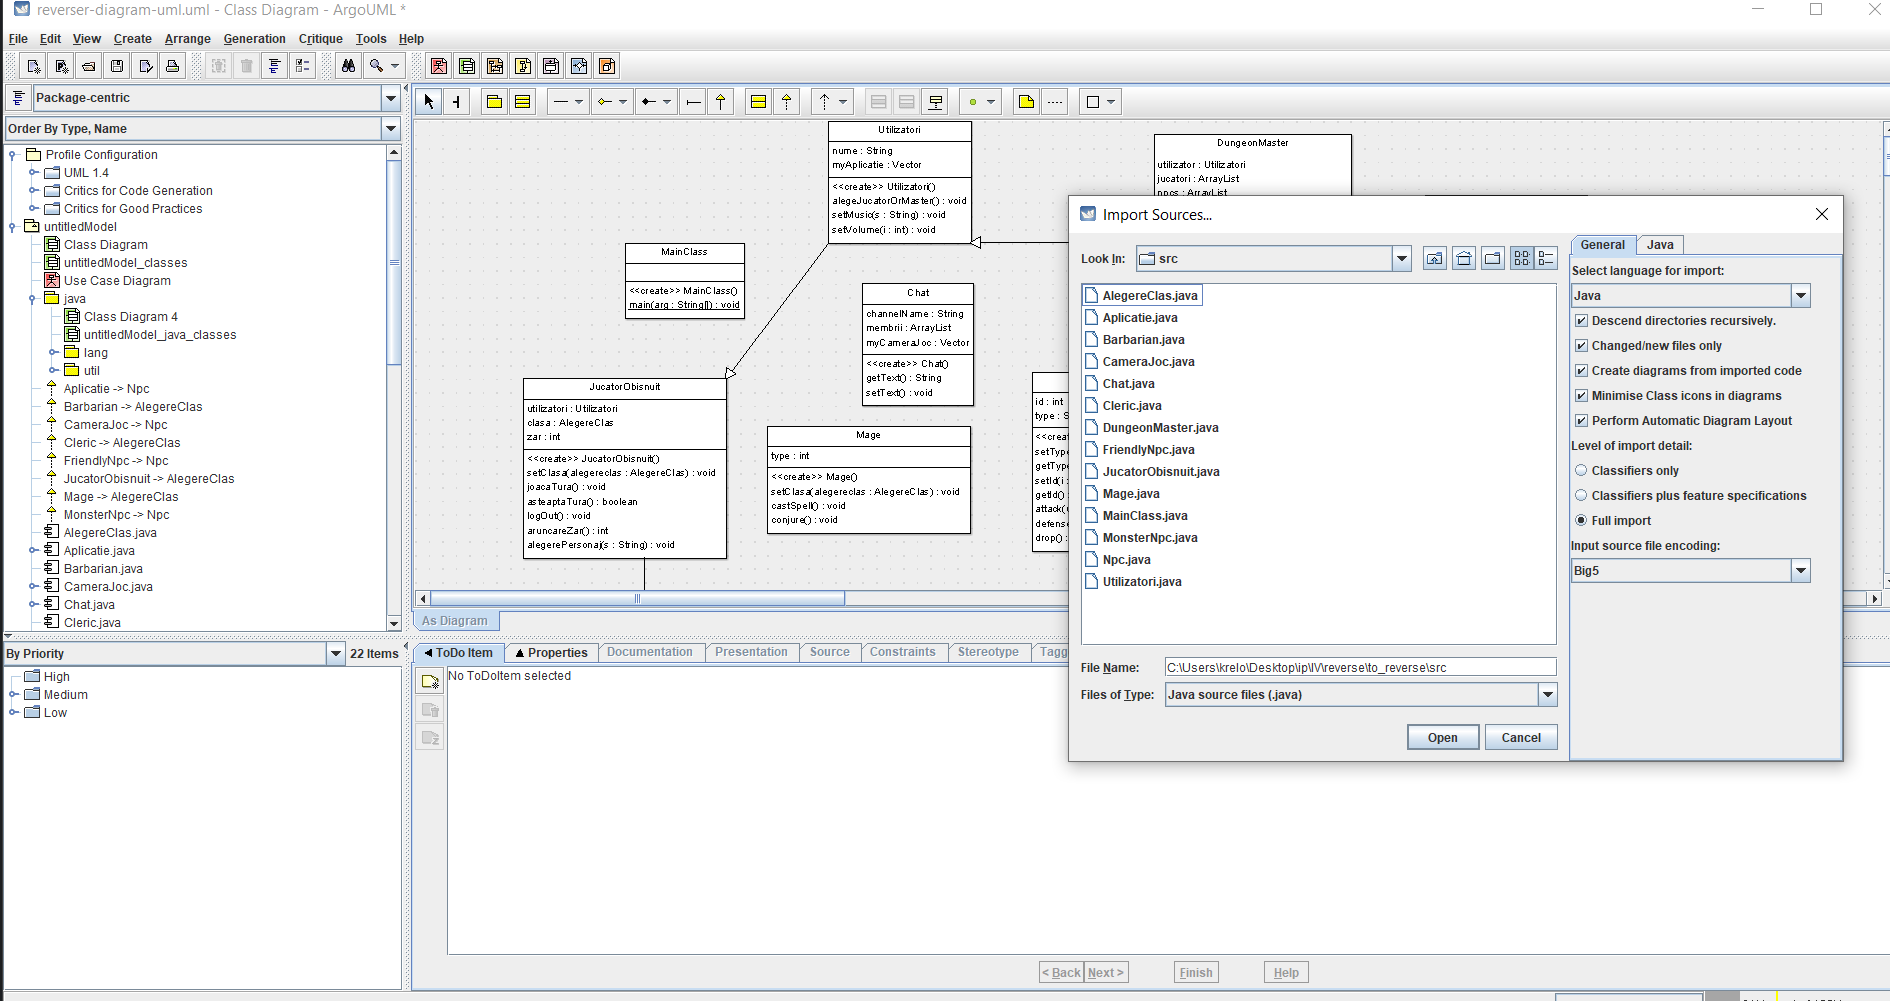 reverser-diagram-uml.uml - Class Diagram - ArgoUML *
File Edit View Create Arrange Generation Critique Tools Help
Package-centric
Order By Type, Name
Profile Configuration
UML 1.4
Critics for Code Generation
Critics for Good Practices
untitledModel
Class Diagram
untitledModel_classes
Use Case Diagram
java
Class Diagram 4
untitledModel_java_classes
lang
util
Aplicatie -> Npc
Barbarian -> AlegereClas
CameraJoc -> Npc
Cleric -> AlegereClas
FriendlyNpc -> Npc
JucatorObisnuit -> AlegereClas
Mage -> AlegereClas
MonsterNpc -> Npc
AlegereClas.java
Aplicatie.java
Barbarian.java
CameraJoc.java
Chat.java
Cleric.java
Utilizatori
nume : String
myAplicatie : Vector
<<create>> Utilizatori()
alegeJucatorOrMaster() : void
setMusic(s : String) : void
setVolume(i : int) : void
DungeonMaster
utilizator : Utilizatori
jucatori : ArrayList
npcs : ArrayList
MainClass
<<create>> MainClass()
main(arg : String[]) : void
Chat
channelName : String
membrii : ArrayList
myCameraJoc : Vector
<<create>> Chat()
getText() : String
setText() : void
JucatorObisnuit
utilizatori : Utilizatori
clasa : AlegereClas
zar : int
<<create>> JucatorObisnuit()
setClasa(alegereclas : AlegereClas) : void
joacaTura() : void
asteaptaTura() : boolean
logOut() : void
aruncareZar() : int
alegerePersonaj(s : String) : void
Mage
type : int
<<create>> Mage()
setClasa(alegereclas : AlegereClas) : void
castSpell() : void
conjure() : void
id : int
type : S
<<creat
setType
getType
setId(i :
getId() :
attack(
defense
drop() :
As Diagram
Import Sources...
Look In:
src
AlegereClas.java
Aplicatie.java
Barbarian.java
CameraJoc.java
Chat.java
Cleric.java
DungeonMaster.java
FriendlyNpc.java
JucatorObisnuit.java
Mage.java
MainClass.java
MonsterNpc.java
Npc.java
Utilizatori.java
File Name: C:\Users\krelo\Desktop\ip\IV\reverse\to_reverse\src
Files of Type: Java source files (.java)
Open Cancel
General Java
Select language for import:
Java
Descend directories recursively.
Changed/new files only
Create diagrams from imported code
Minimise Class icons in diagrams
Perform Automatic Diagram Layout
Level of import detail:
Classifiers only
Classifiers plus feature specifications
Full import
Input source file encoding:
Big5
By Priority 22 Items
High
Medium
Low
ToDo Item Properties Documentation Presentation Source Constraints Stereotype Tagg
No ToDoItem selected
< Back Next > Finish Help